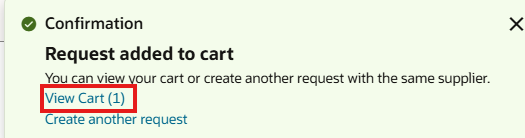 Confirmation
Request added to cart
You can view your cart or create another request with the same supplier.
View Cart (1)
Create another request